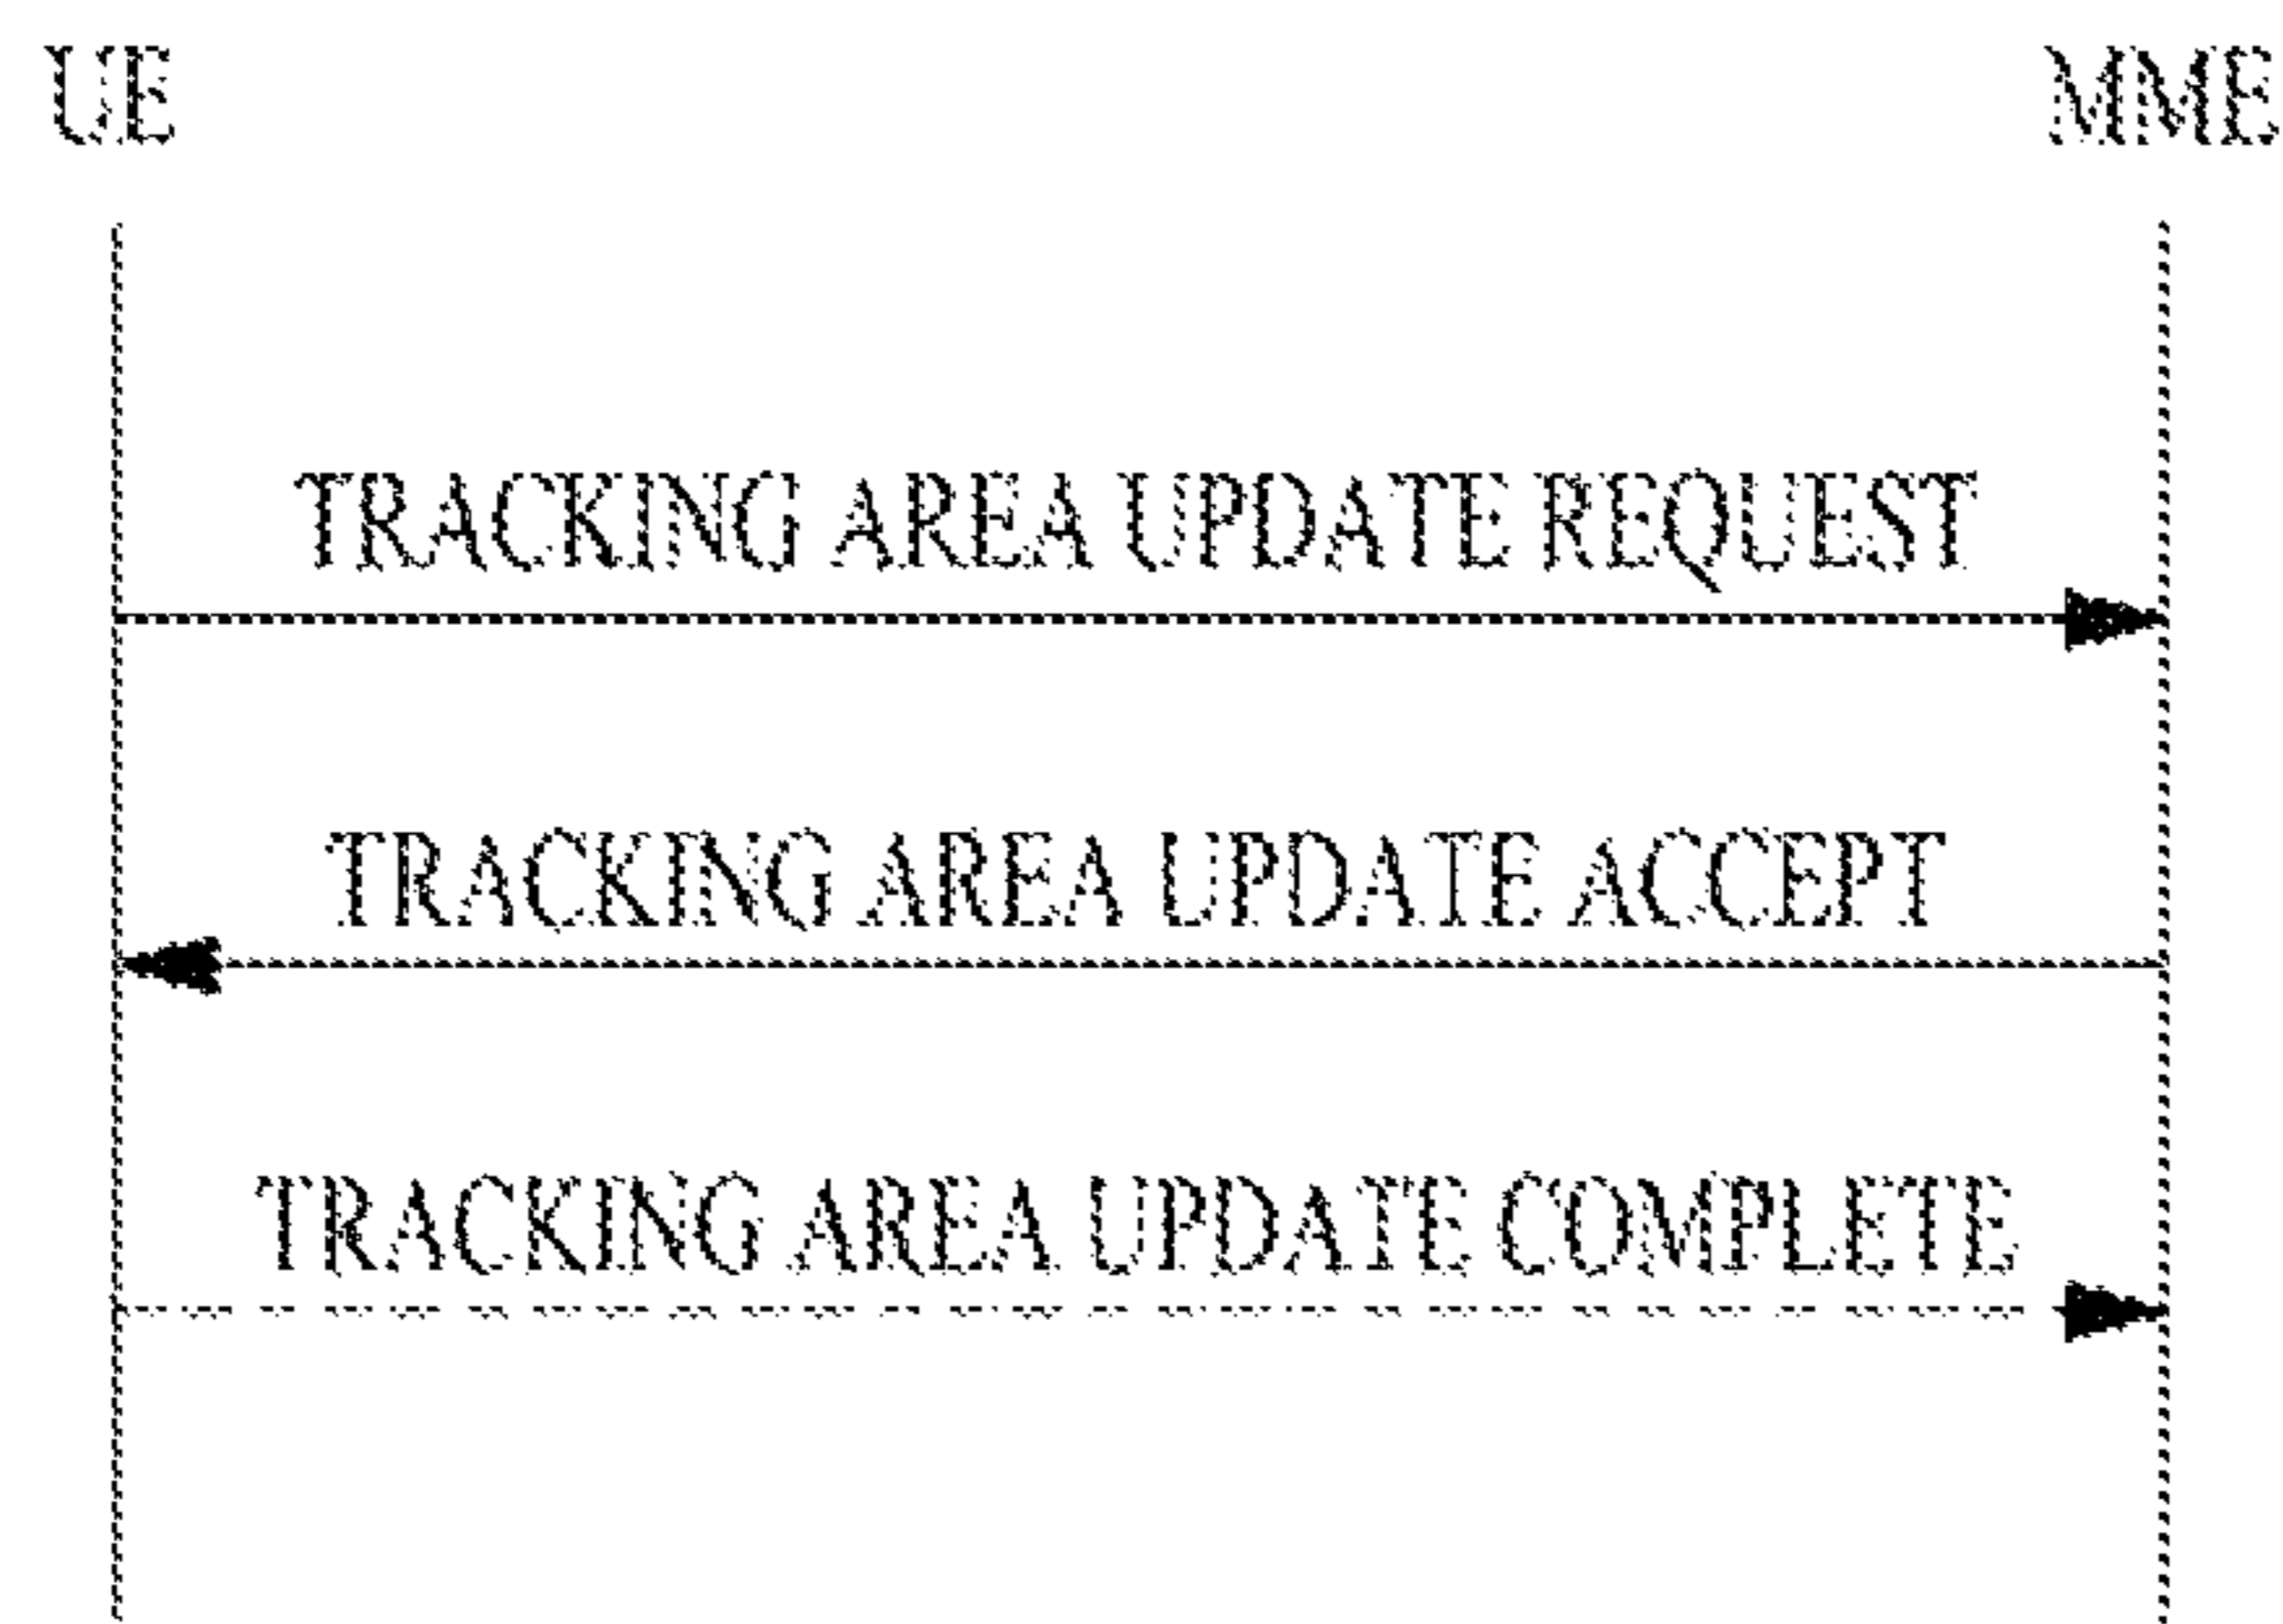 UE MME
TRACKING AREA UPDATE REQUEST
TRACKING AREA UPDATE ACCEPT
TRACKING AREA UPDATE COMPLETE